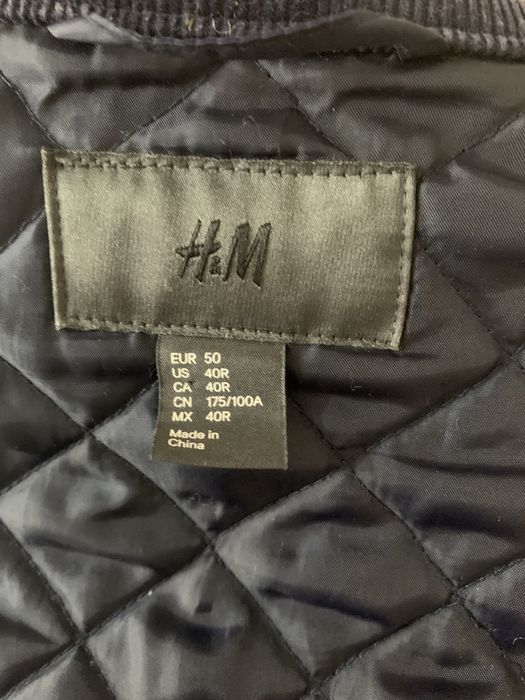 H&M
EUR 50
US 40R
CA 40R
CN 175/100A
MX 40R
Made in
China